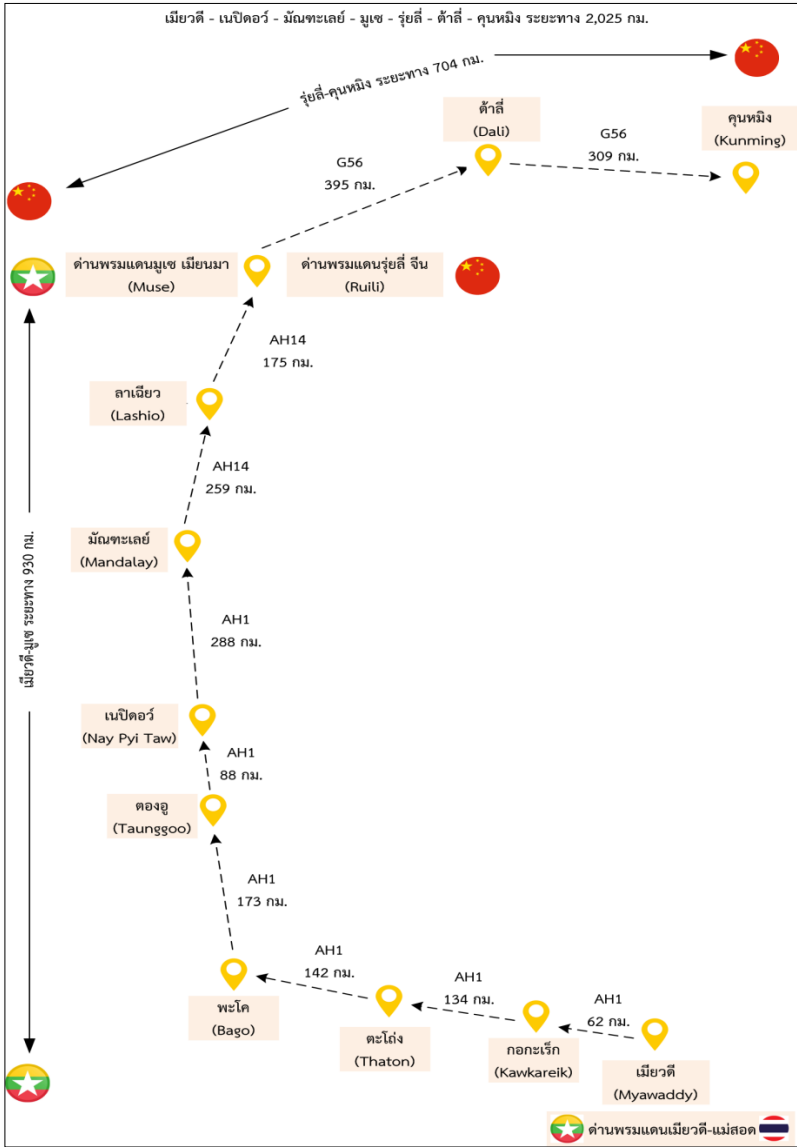 เมียวดี - เนปิดอว์ - มัณฑะเลย์ - มูเซ - รุ่ยลี่ - ต้าลี่ - คุนหมิง ระยะทาง 2,025 กม.
รุ่ยลี่-คุนหมิง ระยะทาง 704 กม.
ต้าลี่
(Dali)
คุนหมิง
(Kunming)
G56
309 กม.
G56
395 กม.
ด่านพรมแดนมูเซ เมียนมา
(Muse)
ด่านพรมแดนรุ่ยลี่ จีน
(Ruili)
AH14
175 กม.
ลาเฉียว
(Lashio)
AH14
259 กม.
มัณฑะเลย์
(Mandalay)
เมียวดี-มูเซ ระยะทาง 930 กม.
AH1
288 กม.
เนปิดอว์
(Nay Pyi Taw)
AH1
88 กม.
ตองอู
(Taunggoo)
AH1
173 กม.
พะโค
(Bago)
AH1
142 กม.
ตะโถ่ง
(Thaton)
AH1
134 กม.
กอกะเร็ก
(Kawkareik)
AH1
62 กม.
เมียวดี
(Myawaddy)
ด่านพรมแดนเมียวดี-แม่สอด